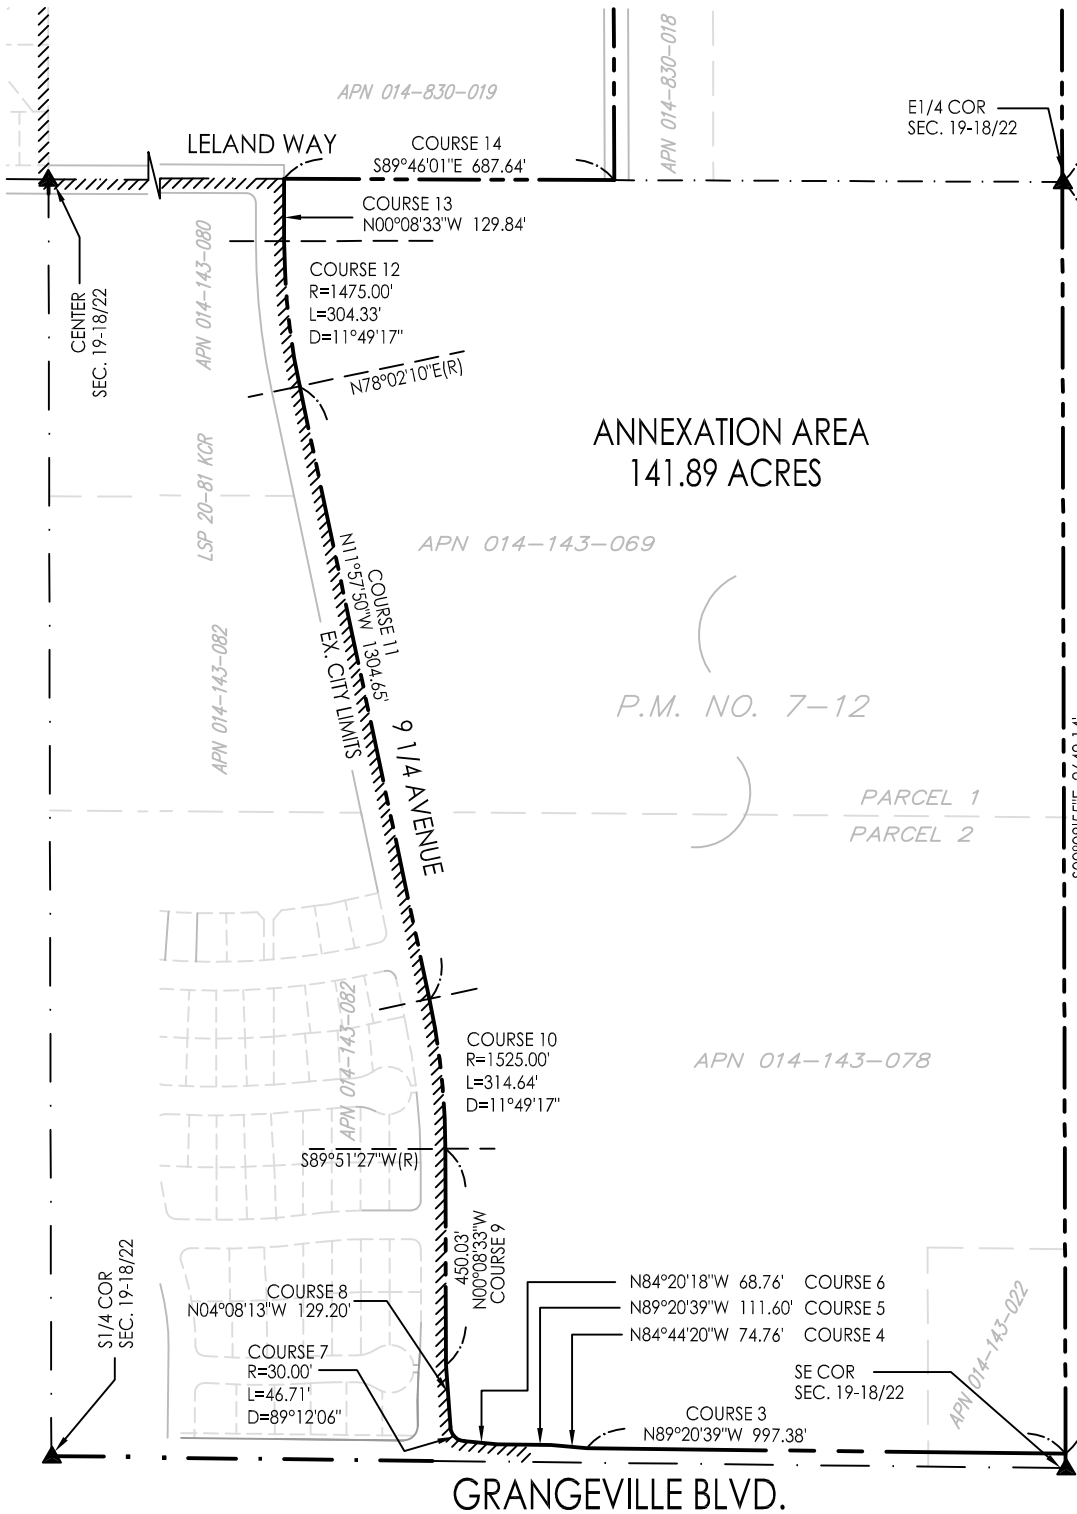 APN 014-830-019
APN 014-830-018
E1/4 COR
SEC. 19-18/22
LELAND WAY
COURSE 14
S89°46'01"E 687.64'
COURSE 13
N00°08'33"W 129.84'
CENTER
SEC. 19-18/22
APN 014-143-080
COURSE 12
R=1475.00'
L=304.33'
D=11°49'17"
N78°02'10"E(R)
ANNEXATION AREA
141.89 ACRES
LSP 20-81 KCR
APN 014-143-069
COURSE 11
N11°57'50"W 1304.65'
EX. CITY LIMITS
APN 014-143-082
9 1/4 AVENUE
P.M. NO. 7-12
PARCEL 1
PARCEL 2
APN 014-143-082
COURSE 10
R=1525.00'
L=314.64'
D=11°49'17"
APN 014-143-078
S89°51'27"W(R)
450.03'
N00°08'33"W
COURSE 9
S1/4 COR
SEC. 19-18/22
COURSE 8
N04°08'13"W 129.20'
N84°20'18"W 68.76' COURSE 6
N89°20'39"W 111.60' COURSE 5
N84°44'20"W 74.76' COURSE 4
COURSE 7
R=30.00'
L=46.71'
D=89°12'06"
SE COR
SEC. 19-18/22
APN 014-143-022
COURSE 3
N89°20'39"W 997.38'
GRANGEVILLE BLVD.